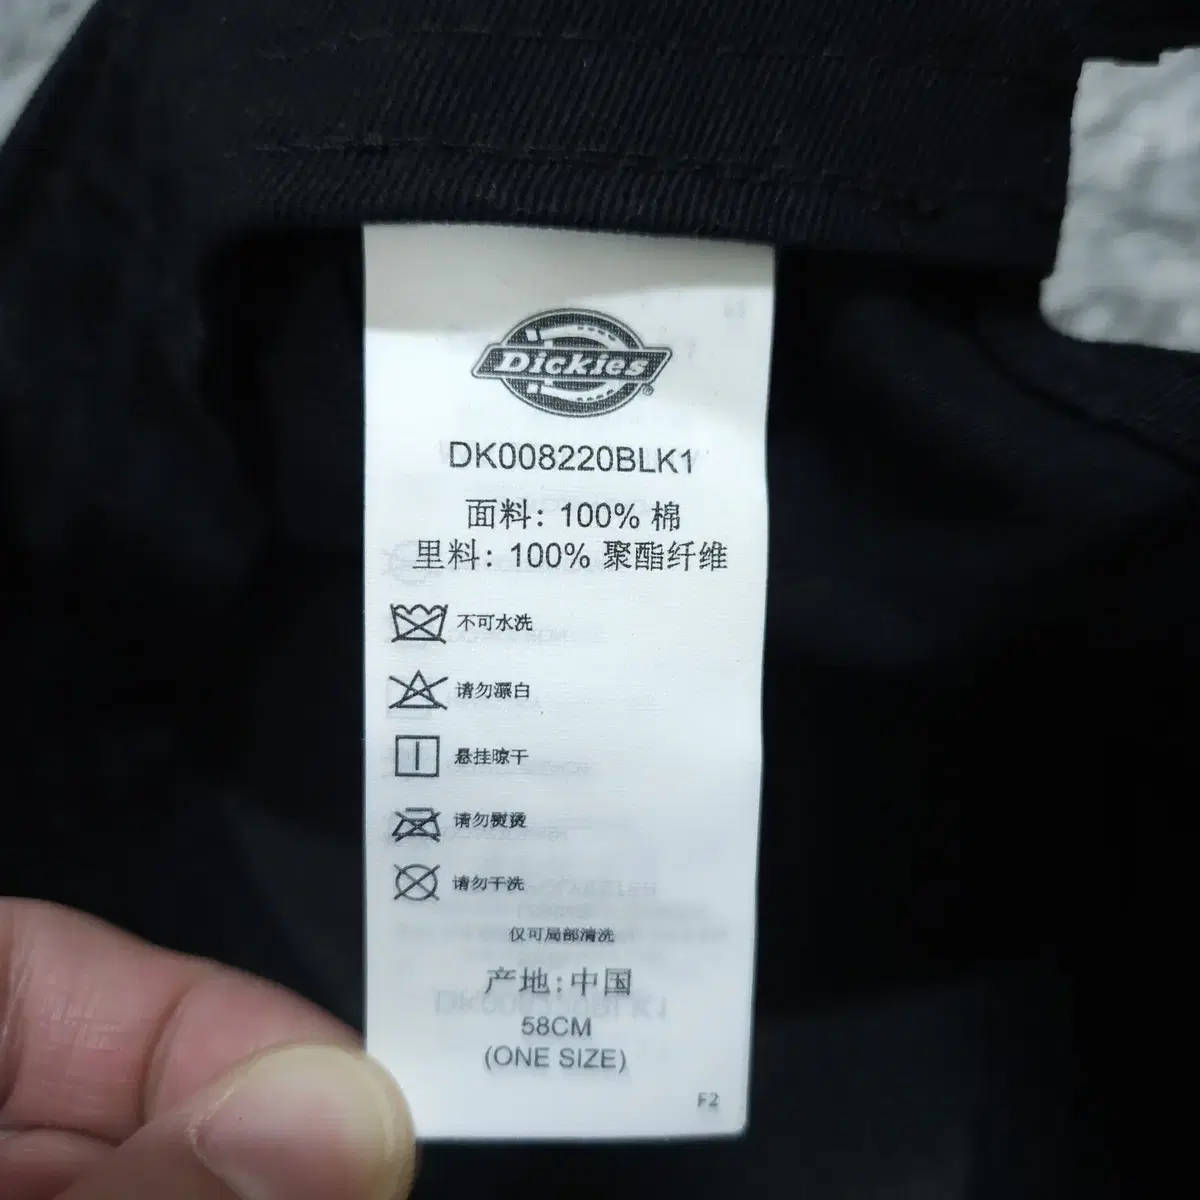 Dickies
DK008220BLK1
面料: 100% 棉
里料: 100% 聚酯纤维
不可水洗
请勿漂白
悬挂晾干
请勿熨烫
请勿干洗
仅可局部清洗
产地:中国
58CM
(ONE SIZE)
F2